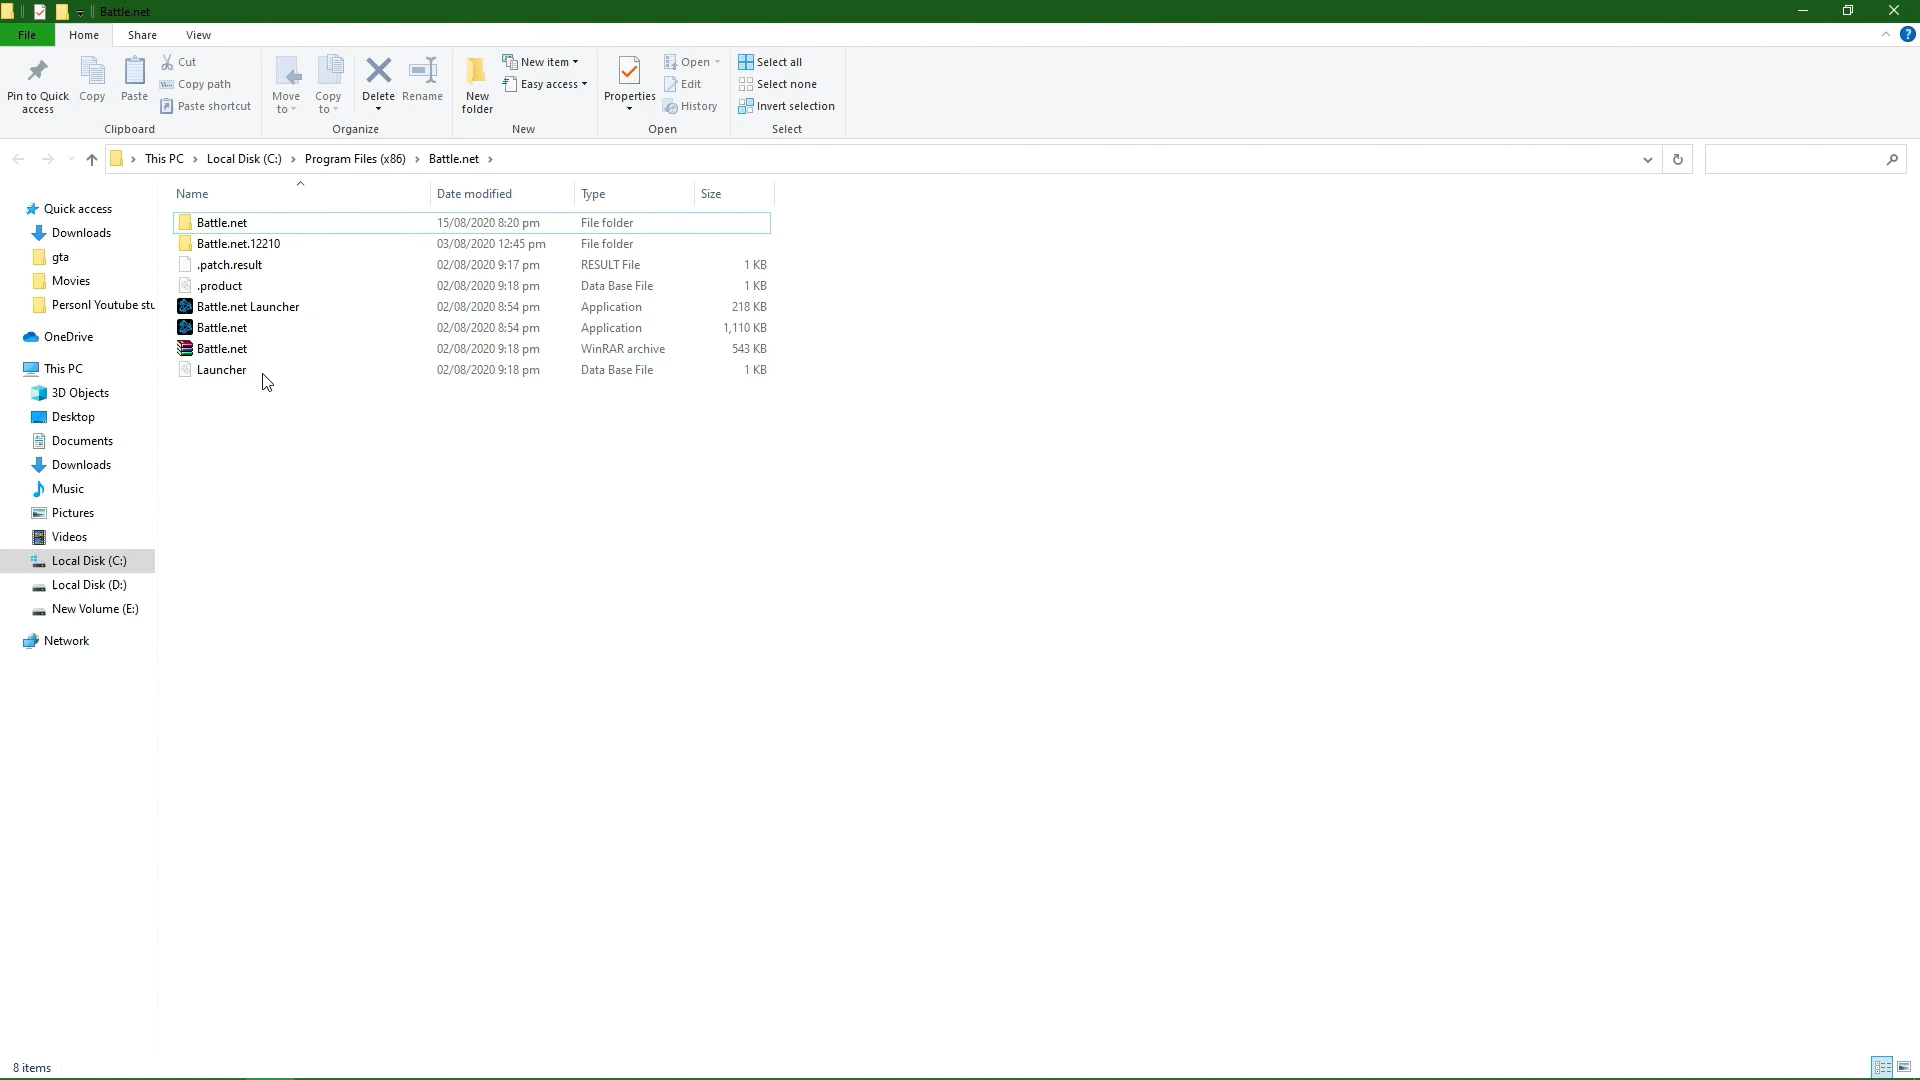 Battle.net
File Home Share View
Pin to Quick access
Copy
Paste
Cut
Copy path
Paste shortcut
Clipboard
Move to
Copy to
Delete
Rename
Organize
New folder
New item
Easy access
New
Properties
Open
Edit
History
Open
Select all
Select none
Invert selection
Select
This PC › Local Disk (C:) › Program Files (x86) › Battle.net ›
Quick access
Downloads
gta
Movies
Personl Youtube stu
OneDrive
This PC
3D Objects
Desktop
Documents
Downloads
Music
Pictures
Videos
Local Disk (C:)
Local Disk (D:)
New Volume (E:)
Network
Name Date modified Type Size
Battle.net 15/08/2020 8:20 pm File folder
Battle.net.12210 03/08/2020 12:45 pm File folder
.patch.result 02/08/2020 9:17 pm RESULT File 1 KB
.product 02/08/2020 9:18 pm Data Base File 1 KB
Battle.net Launcher 02/08/2020 8:54 pm Application 218 KB
Battle.net 02/08/2020 8:54 pm Application 1,110 KB
Battle.net 02/08/2020 9:18 pm WinRAR archive 543 KB
Launcher 02/08/2020 9:18 pm Data Base File 1 KB
8 items